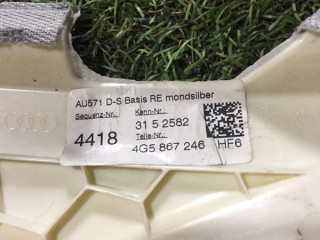 AU571 D-S Basis RE mondsilber
Sequenz-Nr.: Kenn-Nr.:
4418 31 5 2582
Teile-Nr.:
4G5 867 246 HF6